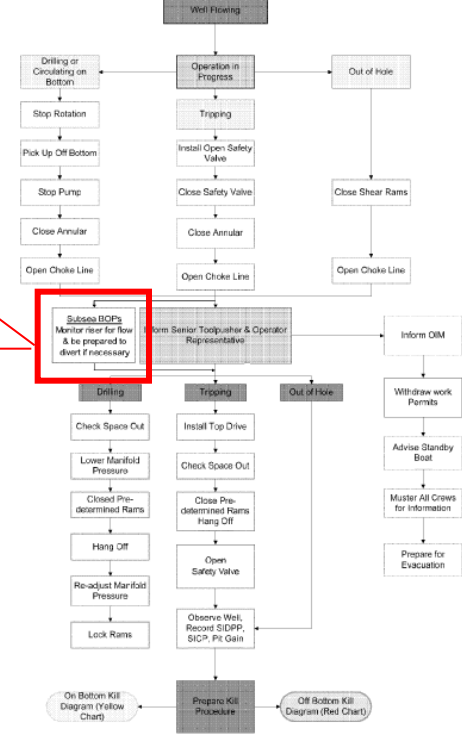 Well Flowing
Drilling or
Circulating on
Bottom
Operation in
Progress
Out of Hole
Stop Rotation
Tripping
Pick Up Off Bottom
Install Open Safety
Valve
Stop Pump
Close Safety Valve
Close Shear Rams
Close Annular
Close Annular
Open Choke Line
Open Choke Line
Open Choke Line
Subsea BOPs
Monitor riser for flow
& be prepared to
divert if necessary
Inform Senior Toolpusher & Operator
Representative
Inform OIM
Drilling
Tripping
Out of Hole
Withdraw work
Permits
Check Space Out
Install Top Drive
Advise Standby
Boat
Lower Manifold
Pressure
Check Space Out
Closed Pre-
determined Rams
Close Pre-
determined Rams
Hang Off
Muster All Crews
for Information
Hang Off
Open
Safety Valve
Prepare for
Evacuation
Re-adjust Manifold
Pressure
Lock Rams
Observe Well,
Record SIDPP,
SICP, Pit Gain
On Bottom Kill
Diagram (Yellow
Chart)
Prepare Kill
Procedure
Off Bottom Kill
Diagram (Red Chart)